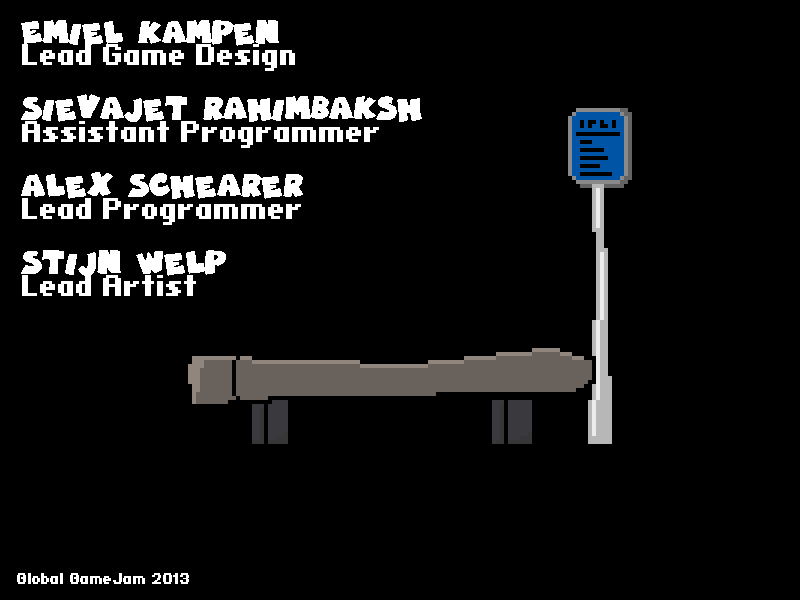 EMIEL KAMPEN
Lead Game Design
SIEVAJET RAHIMBAKSH
Assistant Programmer
ALEX SCHEARER
Lead Programmer
STIJN WELP
Lead Artist
Global GameJam 2013